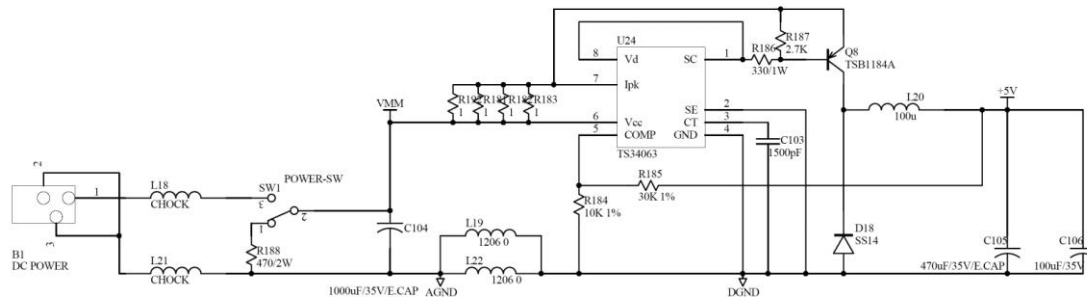 U24
TS34063
8
Vd
SC
1
7
Ipk
6
Vcc
5
COMP
SE
2
CT
3
GND
4
R186
330/1W
R187
2.7K
Q8
TSB1184A
L20
100u
+5V
R183
1
1
1
1
VMM
C103
1500pF
R185
30K 1%
R184
10K 1%
D18
SS14
C105
470uF/35V/E.CAP
C106
100uF/35V
2
1
3
B1
DC POWER
L18
CHOCK
L21
CHOCK
POWER-SW
SW1
3
2
1
R188
470/2W
C104
1000uF/35V/E.CAP
L19
1206 0
L22
1206 0
AGND
DGND